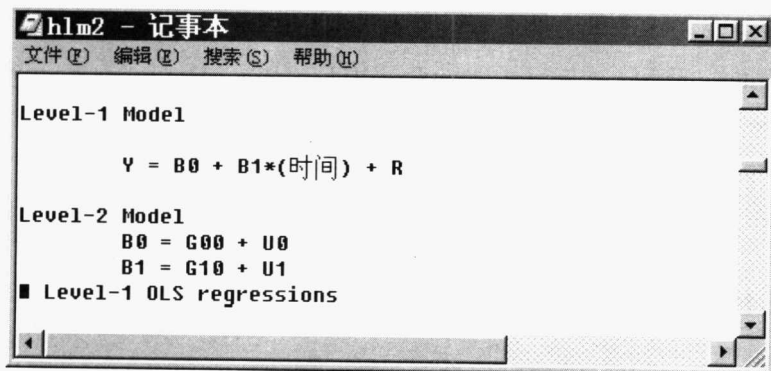 hlm2 - 记事本
文件(F) 编辑(E) 搜索(S) 帮助(H)
Level-1 Model
Y = B0 + B1*(时间) + R
Level-2 Model
B0 = G00 + U0
B1 = G10 + U1
Level-1 OLS regressions